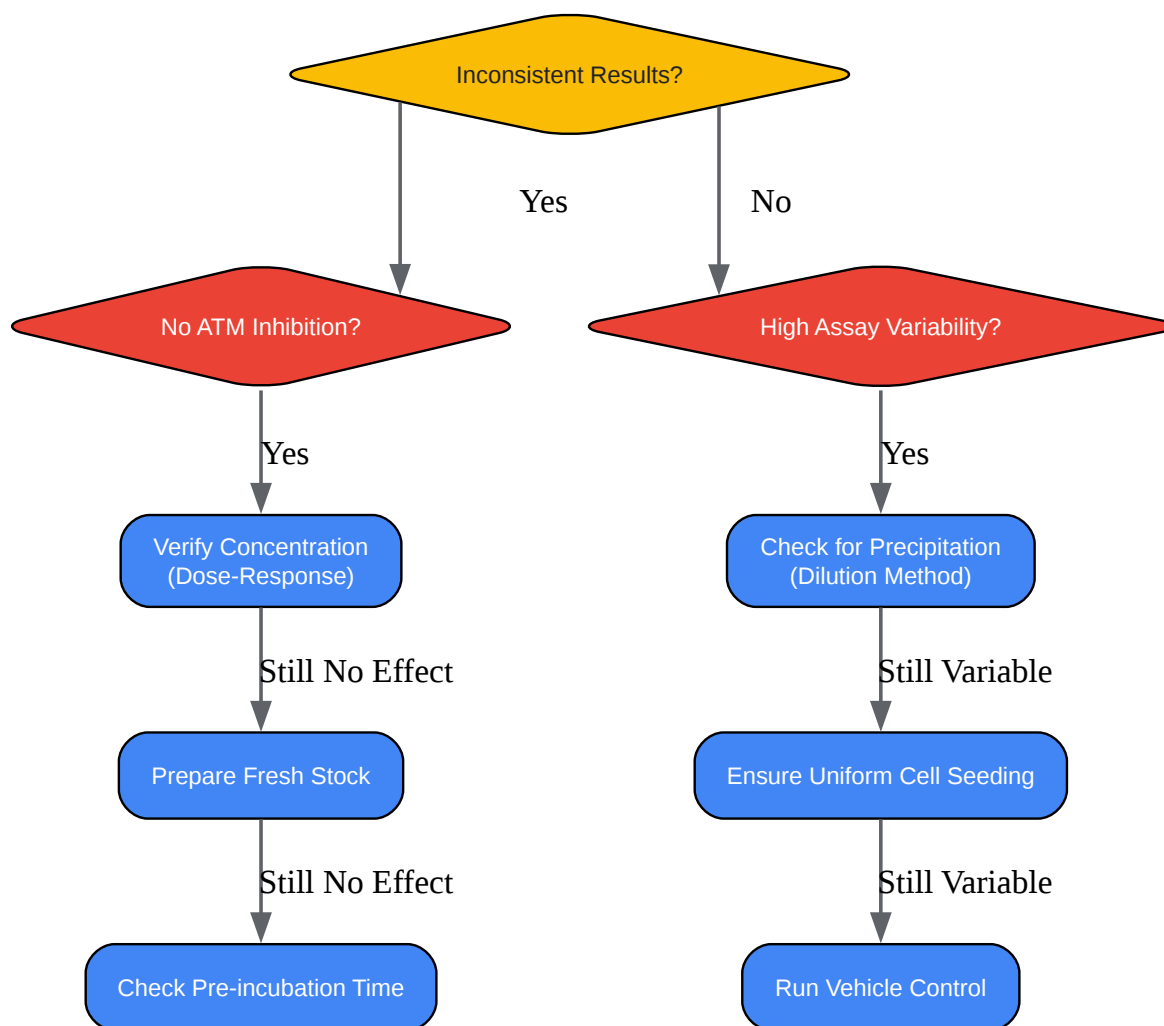 Inconsistent Results?
Yes
No
No ATM Inhibition?
High Assay Variability?
Yes
Yes
Verify Concentration
(Dose-Response)
Check for Precipitation
(Dilution Method)
Still No Effect
Still Variable
Prepare Fresh Stock
Ensure Uniform Cell Seeding
Still No Effect
Still Variable
Check Pre-incubation Time
Run Vehicle Control